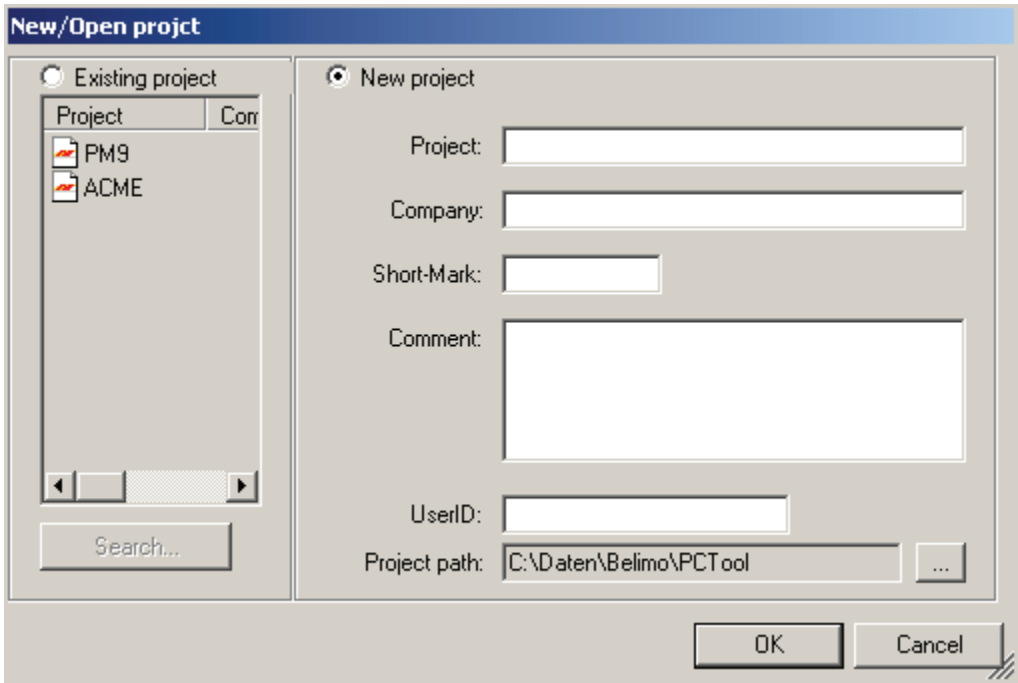 New/Open projct
Existing project
Project Com
PM9
ACME
Search...
New project
Project:
Company:
Short-Mark:
Comment:
UserID:
Project path: C:\Daten\Belimo\PCTool ...
OK Cancel